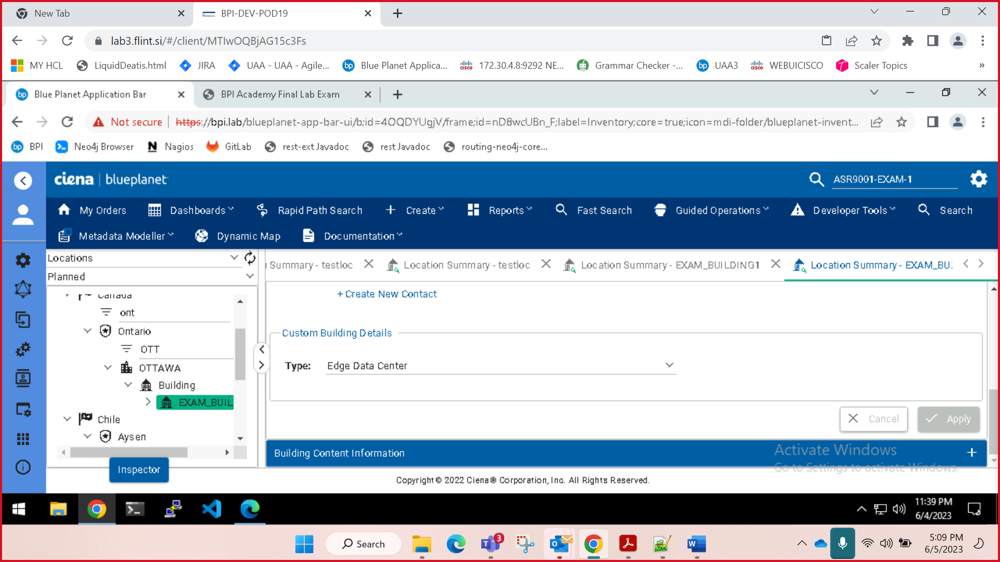 New Tab
BPI-DEV-POD19
lab3.flint.si/#/client/MTIwOQBjAG15c3Fs
MY HCL
LiquidDeatis.html
JIRA
UAA - UAA - Agile...
Blue Planet Applica...
172.30.4.8:9292 NE...
Grammar Checker -...
UAA3
WEBUICISCO
Scaler Topics
»
Blue Planet Application Bar
BPI Academy Final Lab Exam
Not secure
https://bpi.lab/blueplanet-app-bar-ui/b;id=4OQDYUgjV/frame;id=nD8wcUBn_F;label=Inventory;core=true;icon=mdi-folder/blueplanet-invent...
BPI
Neo4j Browser
Nagios
GitLab
rest-ext Javadoc
rest Javadoc
routing-neo4j-core...
ciena | blueplanet
ASR9001-EXAM-1
My Orders
Dashboards
Rapid Path Search
Create
Reports
Fast Search
Guided Operations
Developer Tools
Search
Metadata Modeller
Dynamic Map
Documentation
Locations
Planned
Canada
ont
Ontario
OTT
OTTAWA
Building
EXAM_BUIL
Chile
Aysen
Inspector
Summary - testloc
Location Summary - testloc
Location Summary - EXAM_BUILDING1
Location Summary - EXAM_BU
+ Create New Contact
Custom Building Details
Type: Edge Data Center
Cancel
Apply
Building Content Information
Activate Windows
Go to Settings to activate Windows.
Copyright© 2022 Ciena® Corporation, Inc. All Rights Reserved.
11:39 PM
6/4/2023
Search
3
5:09 PM
6/5/2023